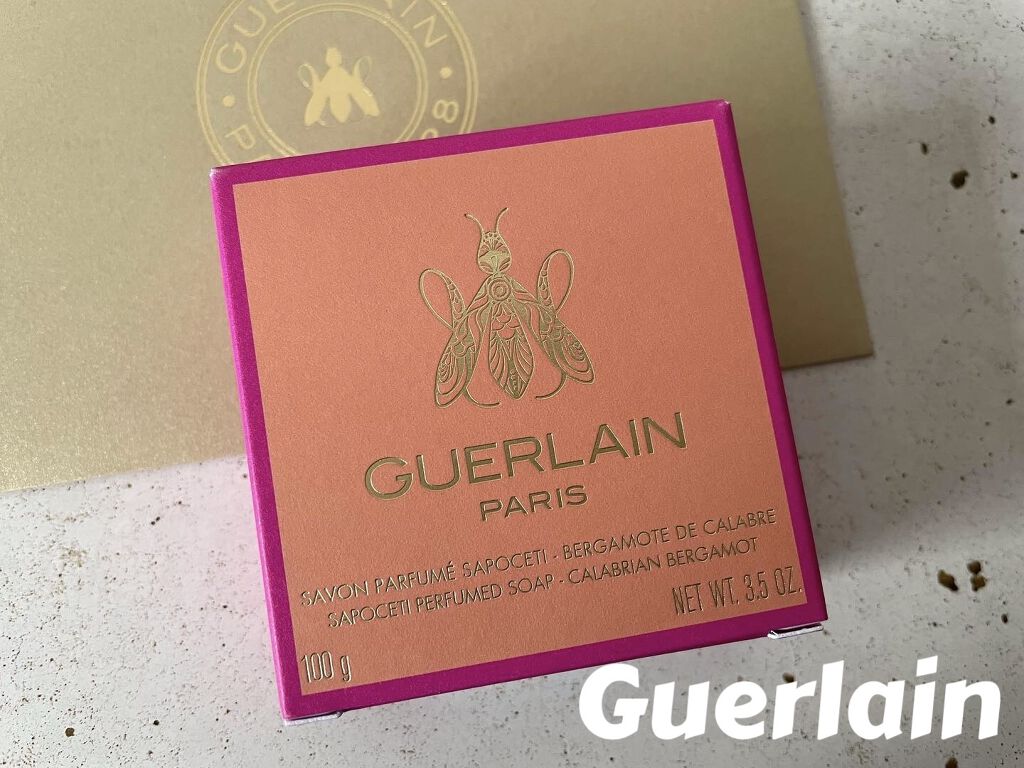 GUERLAIN
PARIS
SAVON PARFUMÉ SAPOCETI · BERGAMOTE DE CALABRE
SAPOCETI PERFUMED SOAP · CALABRIAN BERGAMOT
100 g
NET WT. 3.5 OZ.
Guerlain